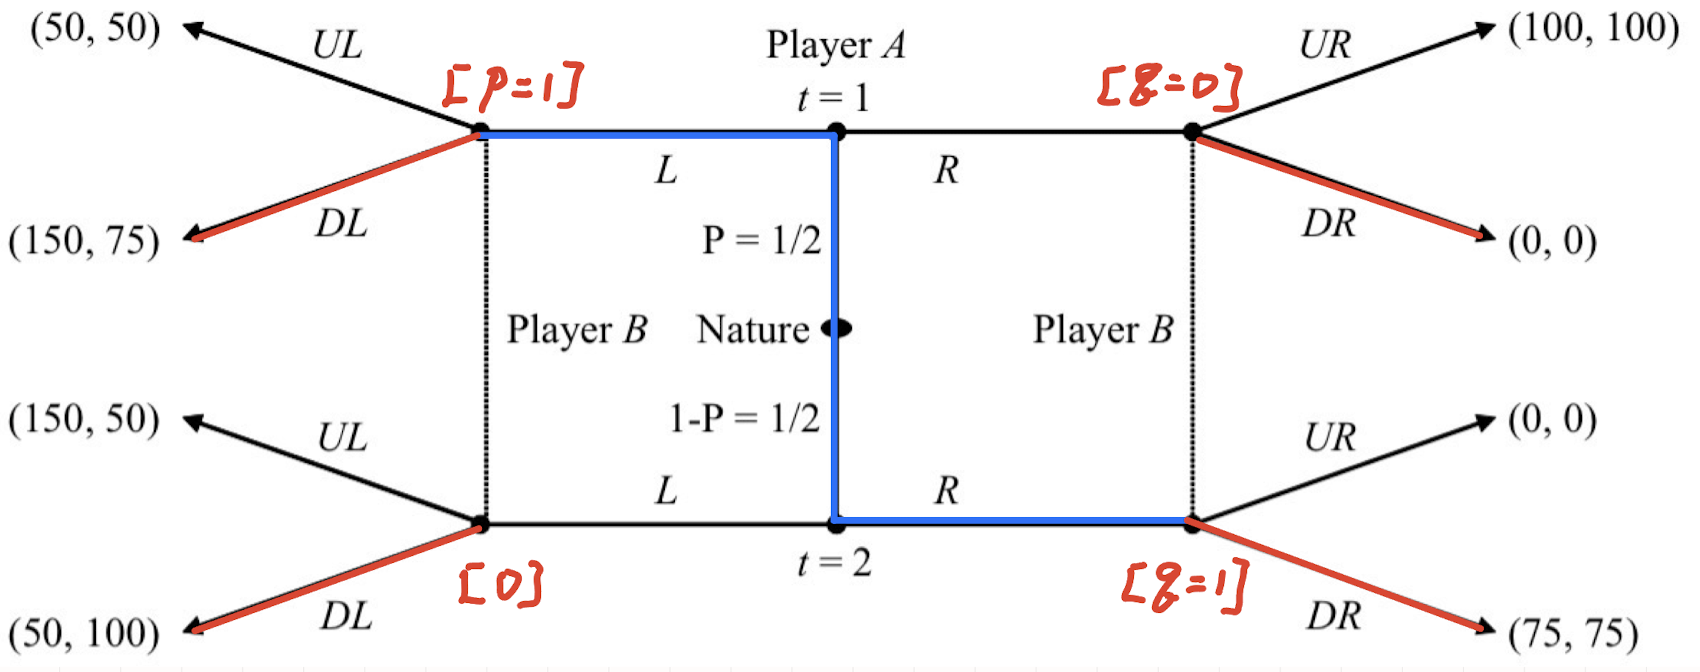 (50, 50)
UL
Player A
UR
(100, 100)
[p=1]
t = 1
[q=0]
L
R
(150, 75)
DL
P = 1/2
DR
(0, 0)
Player B
Nature
Player B
(150, 50)
UL
1-P = 1/2
UR
(0, 0)
L
R
[0]
t = 2
[q=1]
(50, 100)
DL
DR
(75, 75)